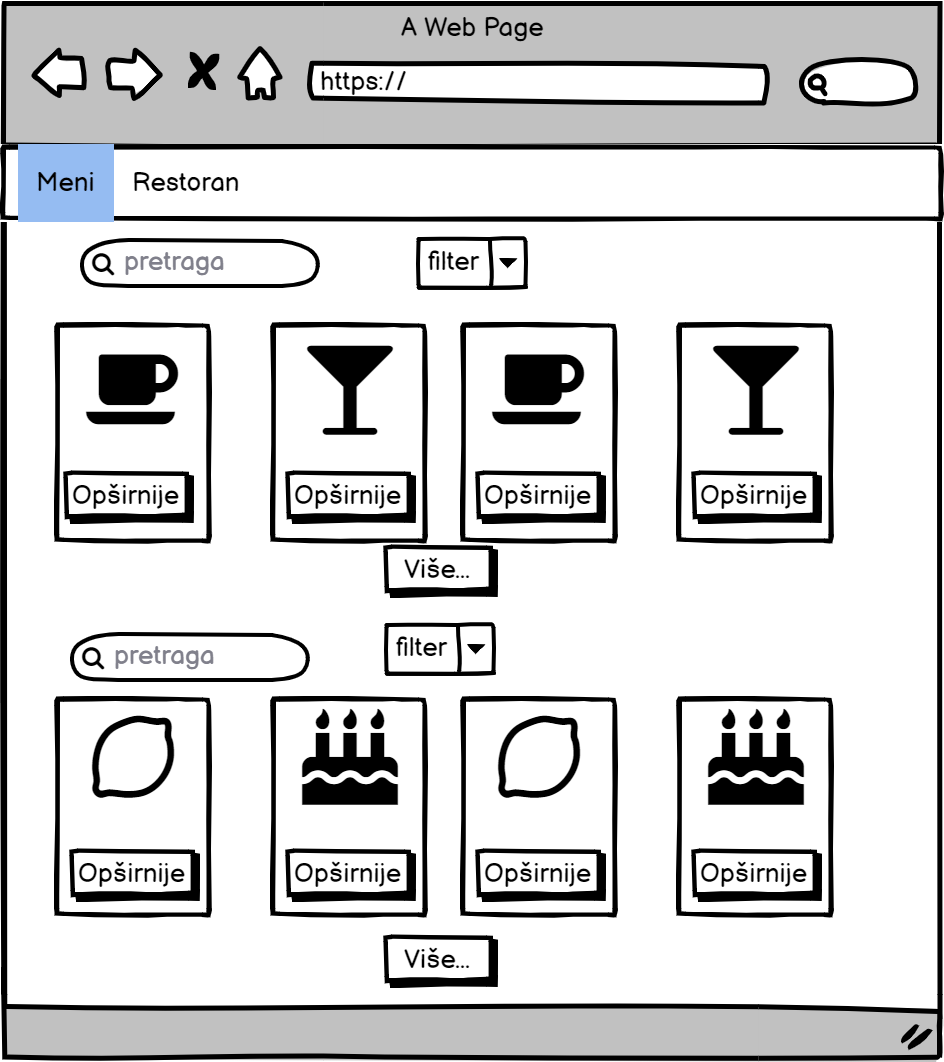 A Web Page
https://
Meni Restoran
pretraga filter
Opširnije Opširnije Opširnije Opširnije
Više...
pretraga filter
Opširnije Opširnije Opširnije Opširnije
Više...